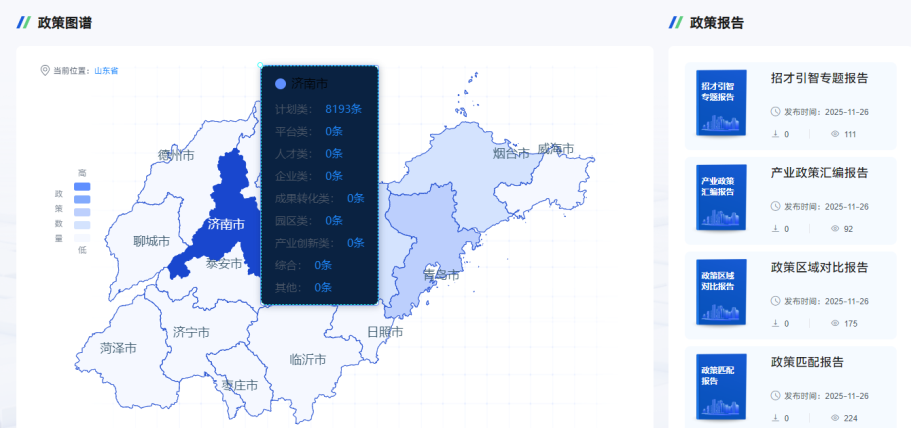 政策图谱
政策报告
当前位置：山东省
高
政
策
数
量
低
德州市
聊城市
济南市
泰安市
菏泽市
济宁市
枣庄市
临沂市
日照市
青岛市
烟台市
威海市
济南市
计划类： 8193条
平台类： 0条
人才类： 0条
企业类： 0条
成果转化类： 0条
园区类： 0条
产业创新类： 0条
综合： 0条
其他： 0条
招才引智
专题报告
招才引智专题报告
发布时间：2025-11-26
0 111
产业政策
汇编报告
产业政策汇编报告
发布时间：2025-11-26
0 92
政策区域
对比报告
政策区域对比报告
发布时间：2025-11-26
0 175
政策匹配
报告
政策匹配报告
发布时间：2025-11-26
0 224